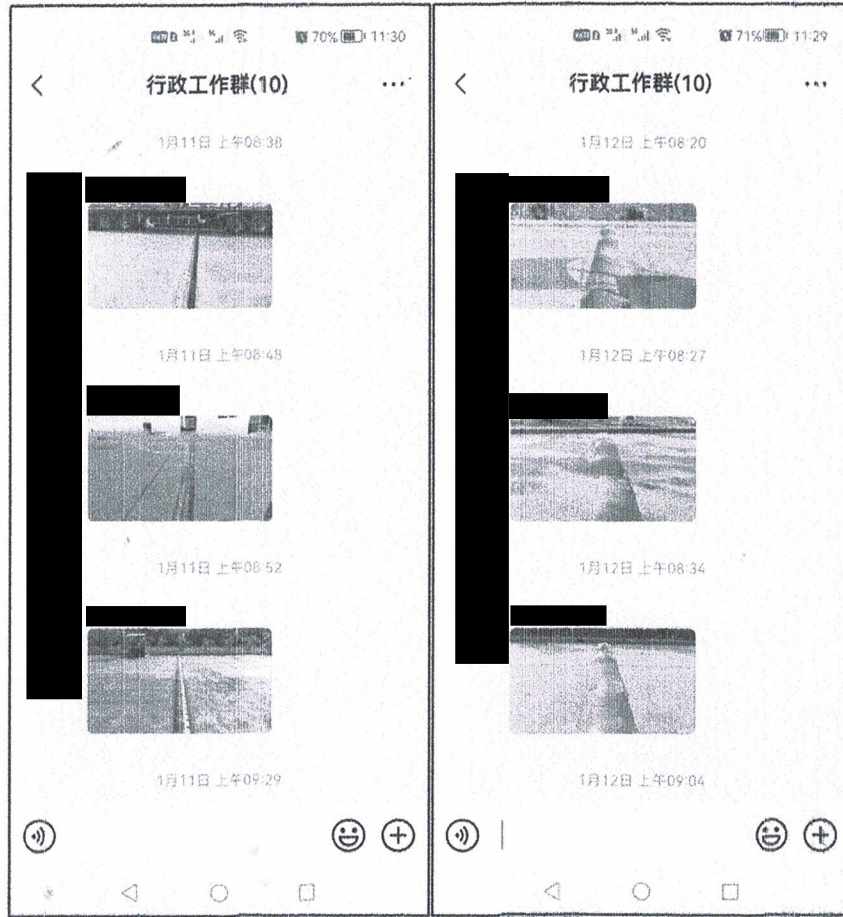 70% 11:30
行政工作群(10)
1月11日 上午08:38
1月11日 上午08:48
1月11日 上午08:52
1月11日 上午09:29
71% 11:29
行政工作群(10)
1月12日 上午08:20
1月12日 上午08:27
1月12日 上午08:34
1月12日 上午09:04